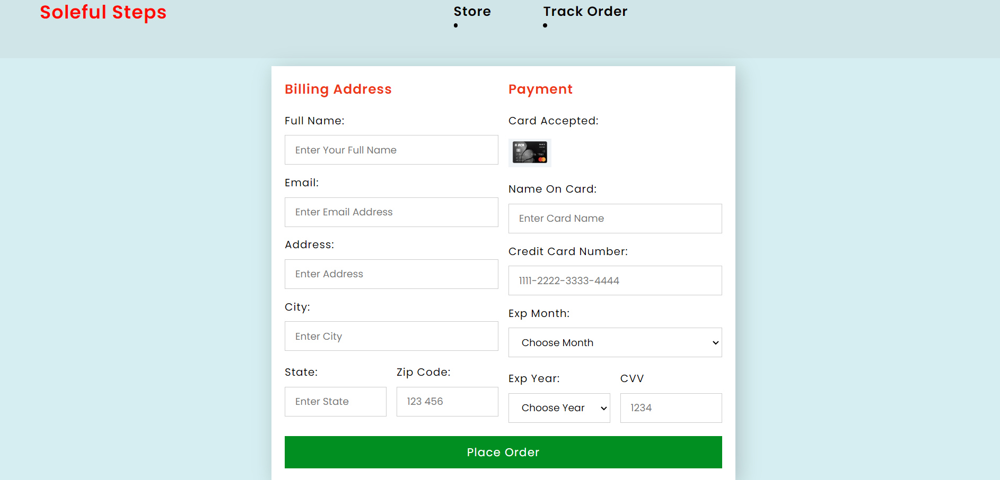 Soleful Steps
Store
Track Order
Billing Address
Full Name:
Enter Your Full Name
Email:
Enter Email Address
Address:
Enter Address
City:
Enter City
State:
Enter State
Zip Code:
123 456
Payment
Card Accepted:
BCA
BLACK
Name On Card:
Enter Card Name
Credit Card Number:
1111-2222-3333-4444
Exp Month:
Choose Month
Exp Year:
Choose Year
CVV
1234
Place Order